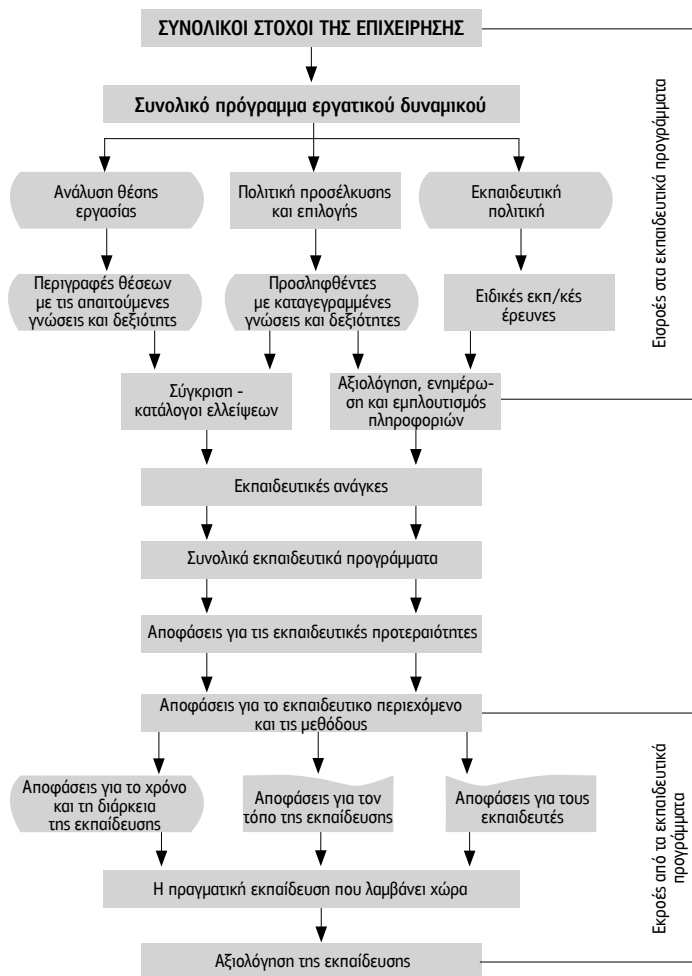 ΣΥΝΟΛΙΚΟΙ ΣΤΟΧΟΙ ΤΗΣ ΕΠΙΧΕΙΡΗΣΗΣ
Συνολικό πρόγραμμα εργατικού δυναμικού
Ανάλυση θέσης
εργασίας
Πολιτική προσέλκυσης
και επιλογής
Εκπαιδευτική
πολιτική
Περιγραφές θέσεων
με τις απαιτούμενες
γνώσεις και δεξιότητς
Προσληφθέντες
με καταγεγραμμένες
γνώσεις και δεξιότητες
Ειδικές εκπ/κές
έρευνες
Σύγκριση -
κατάλογοι ελλείψεων
Αξιολόγηση, ενημέρω-
ση και εμπλουτισμός
πληροφοριών
Εισροές στα εκπαιδευτικά προγράμματα
Εκπαιδευτικές ανάγκες
Συνολικά εκπαιδευτικά προγράμματα
Αποφάσεις για τις εκπαιδευτικές προτεραιότητες
Αποφάσεις για το εκπαιδευτικο περιεχόμενο
και τις μεθόδους
Αποφάσεις για το χρόνο
και τη διάρκεια
της εκπαίδευσης
Αποφάσεις για τον
τόπο της εκπαίδευσης
Αποφάσεις για τους
εκπαιδευτές
Η πραγματική εκπαίδευση που λαμβάνει χώρα
Αξιολόγηση της εκπαίδευσης
Εκροές από τα εκπαιδευτικά
προγράμματα